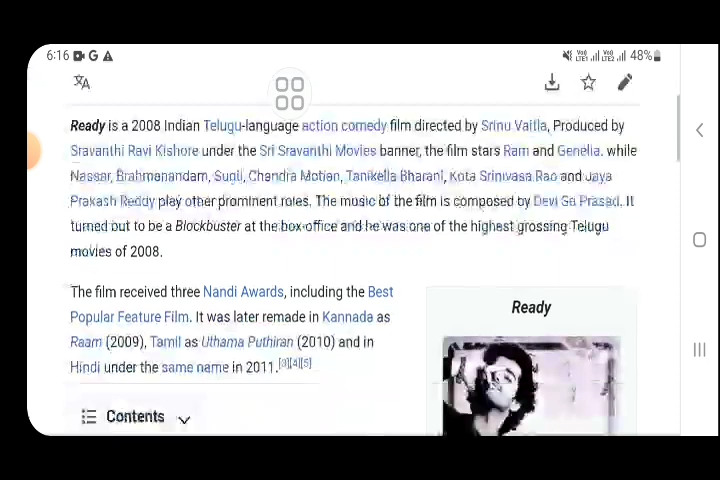 6:16 G 48%
Ready is a 2008 Indian Telugu-language action comedy film directed by Srinu Vaitla, Produced by
Sravanthi Ravi Kishore under the Sri Sravanthi Movies banner, the film stars Ram and Genelia. while
Nassar, Brahmanandam, Sunil, Chandra Mohan, Tanikella Bharani, Kota Srinivasa Rao and Jaya
Prakash Reddy play other prominent roles. The music of the film is composed by Devi Sri Prasad. It
turned out to be a Blockbuster at the box-office and he was one of the highest grossing Telugu
movies of 2008.
The film received three Nandi Awards, including the Best
Popular Feature Film. It was later remade in Kannada as
Raam (2009), Tamil as Uthama Puthiran (2010) and in
Hindi under the same name in 2011.[3][4][5]
Ready
Contents